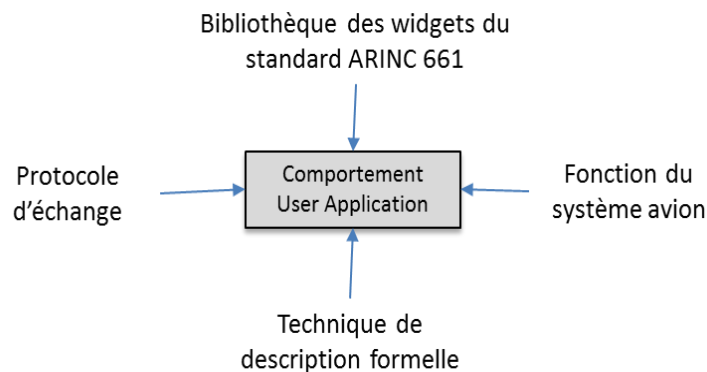 Bibliothèque des widgets du
standard ARINC 661
Protocole
d’échange
Comportement
User Application
Fonction du
système avion
Technique de
description formelle